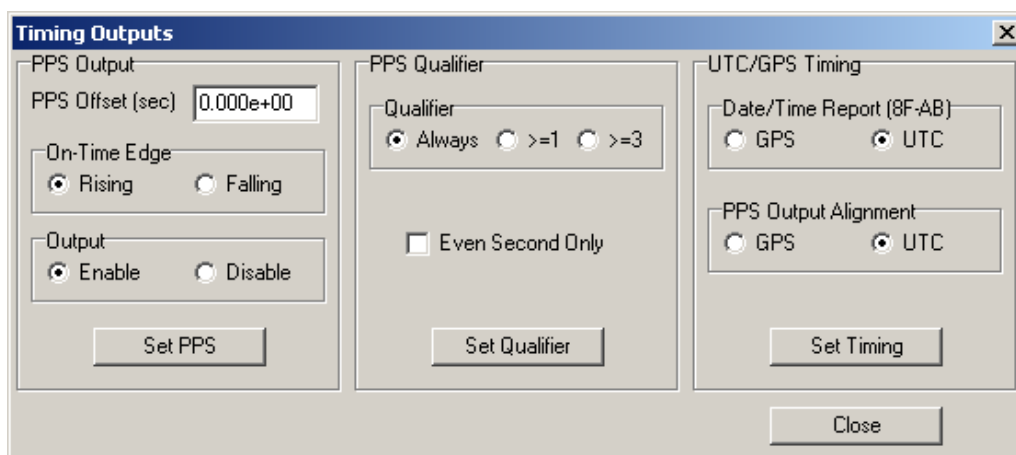 Timing Outputs
PPS Output
PPS Offset (sec) 0.000e+00
On-Time Edge
Rising Falling
Output
Enable Disable
Set PPS
PPS Qualifier
Qualifier
Always >=1 >=3
Even Second Only
Set Qualifier
UTC/GPS Timing
Date/Time Report (8F-AB)
GPS UTC
PPS Output Alignment
GPS UTC
Set Timing
Close